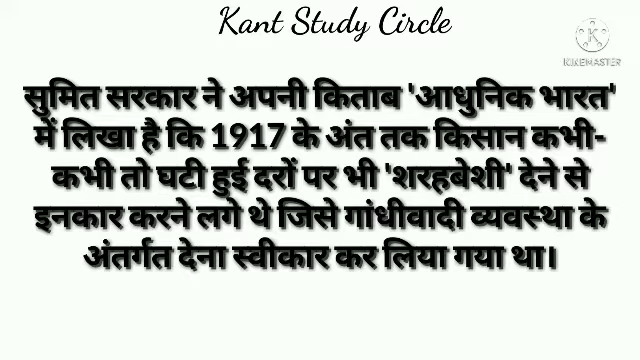 Kant Study Circle
KINEMASTER
सुमित सरकार ने अपनी किताब 'आधुनिक भारत'
में लिखा है कि 1917 के अंत तक किसान कभी-
कभी तो घटी हुई दरों पर भी 'शरहबेशी' देने से
इनकार करने लगे थे जिसे गांधीवादी व्यवस्था के
अंतर्गत देना स्वीकार कर लिया गया था।